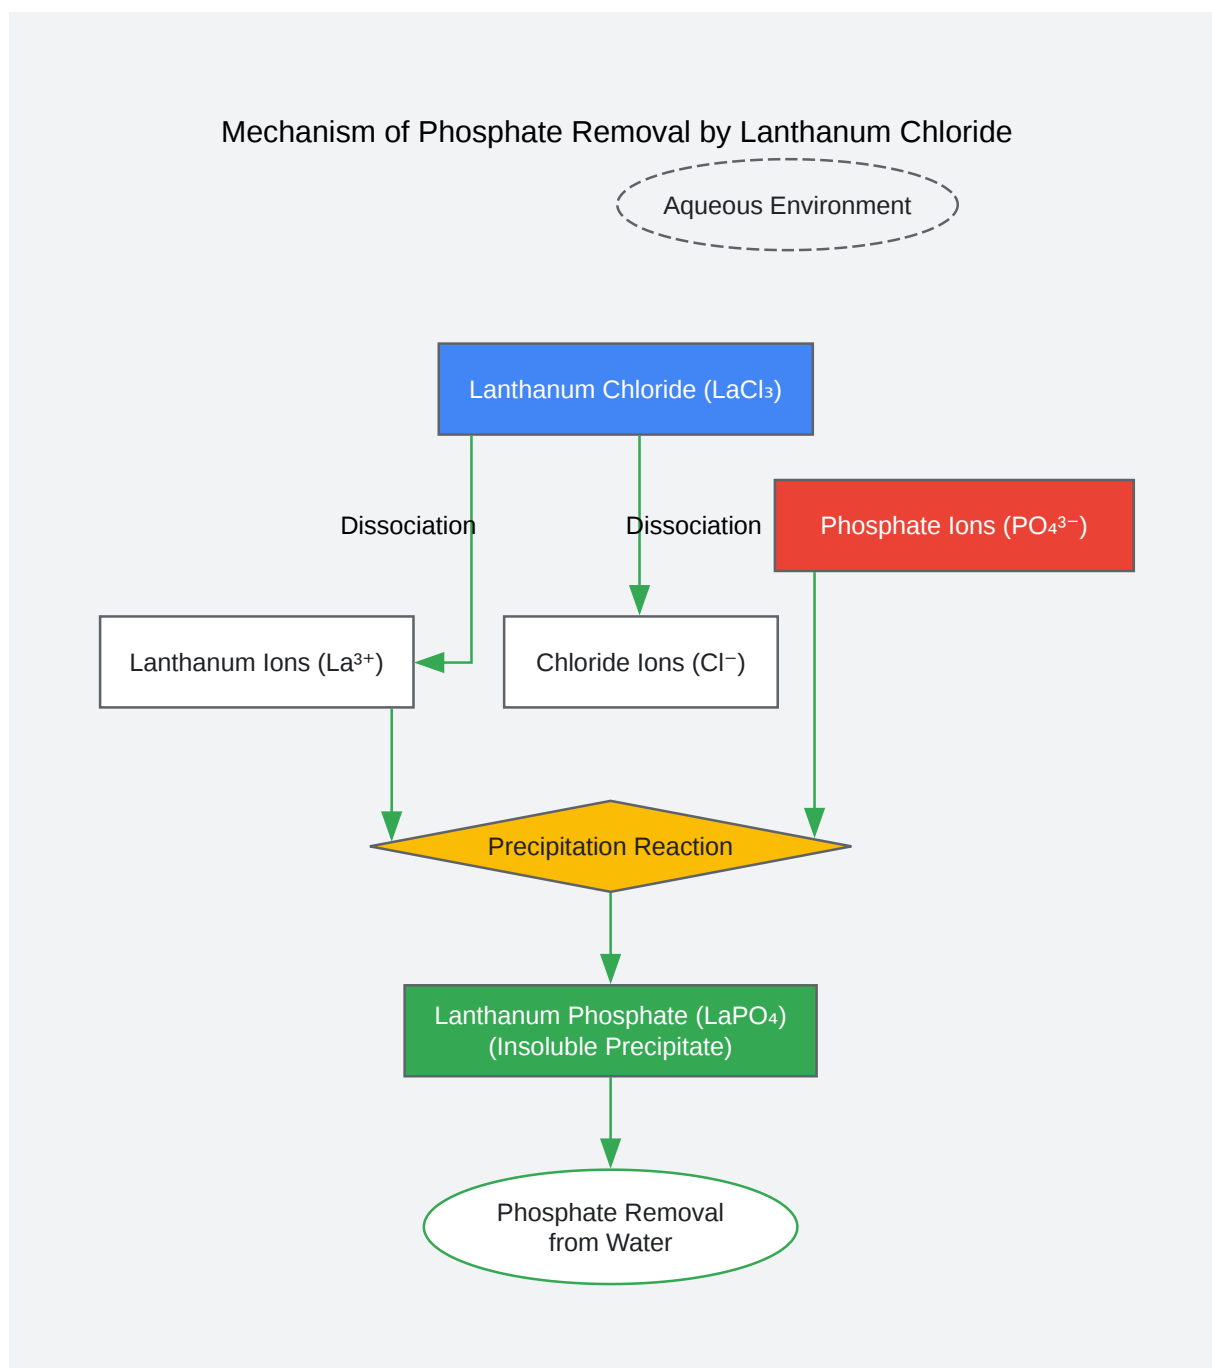 Mechanism of Phosphate Removal by Lanthanum Chloride
Aqueous Environment
Lanthanum Chloride (LaCl₃)
Dissociation
Dissociation
Phosphate Ions (PO₄³⁻)
Lanthanum Ions (La³⁺)
Chloride Ions (Cl⁻)
Precipitation Reaction
Lanthanum Phosphate (LaPO₄)
(Insoluble Precipitate)
Phosphate Removal
from Water